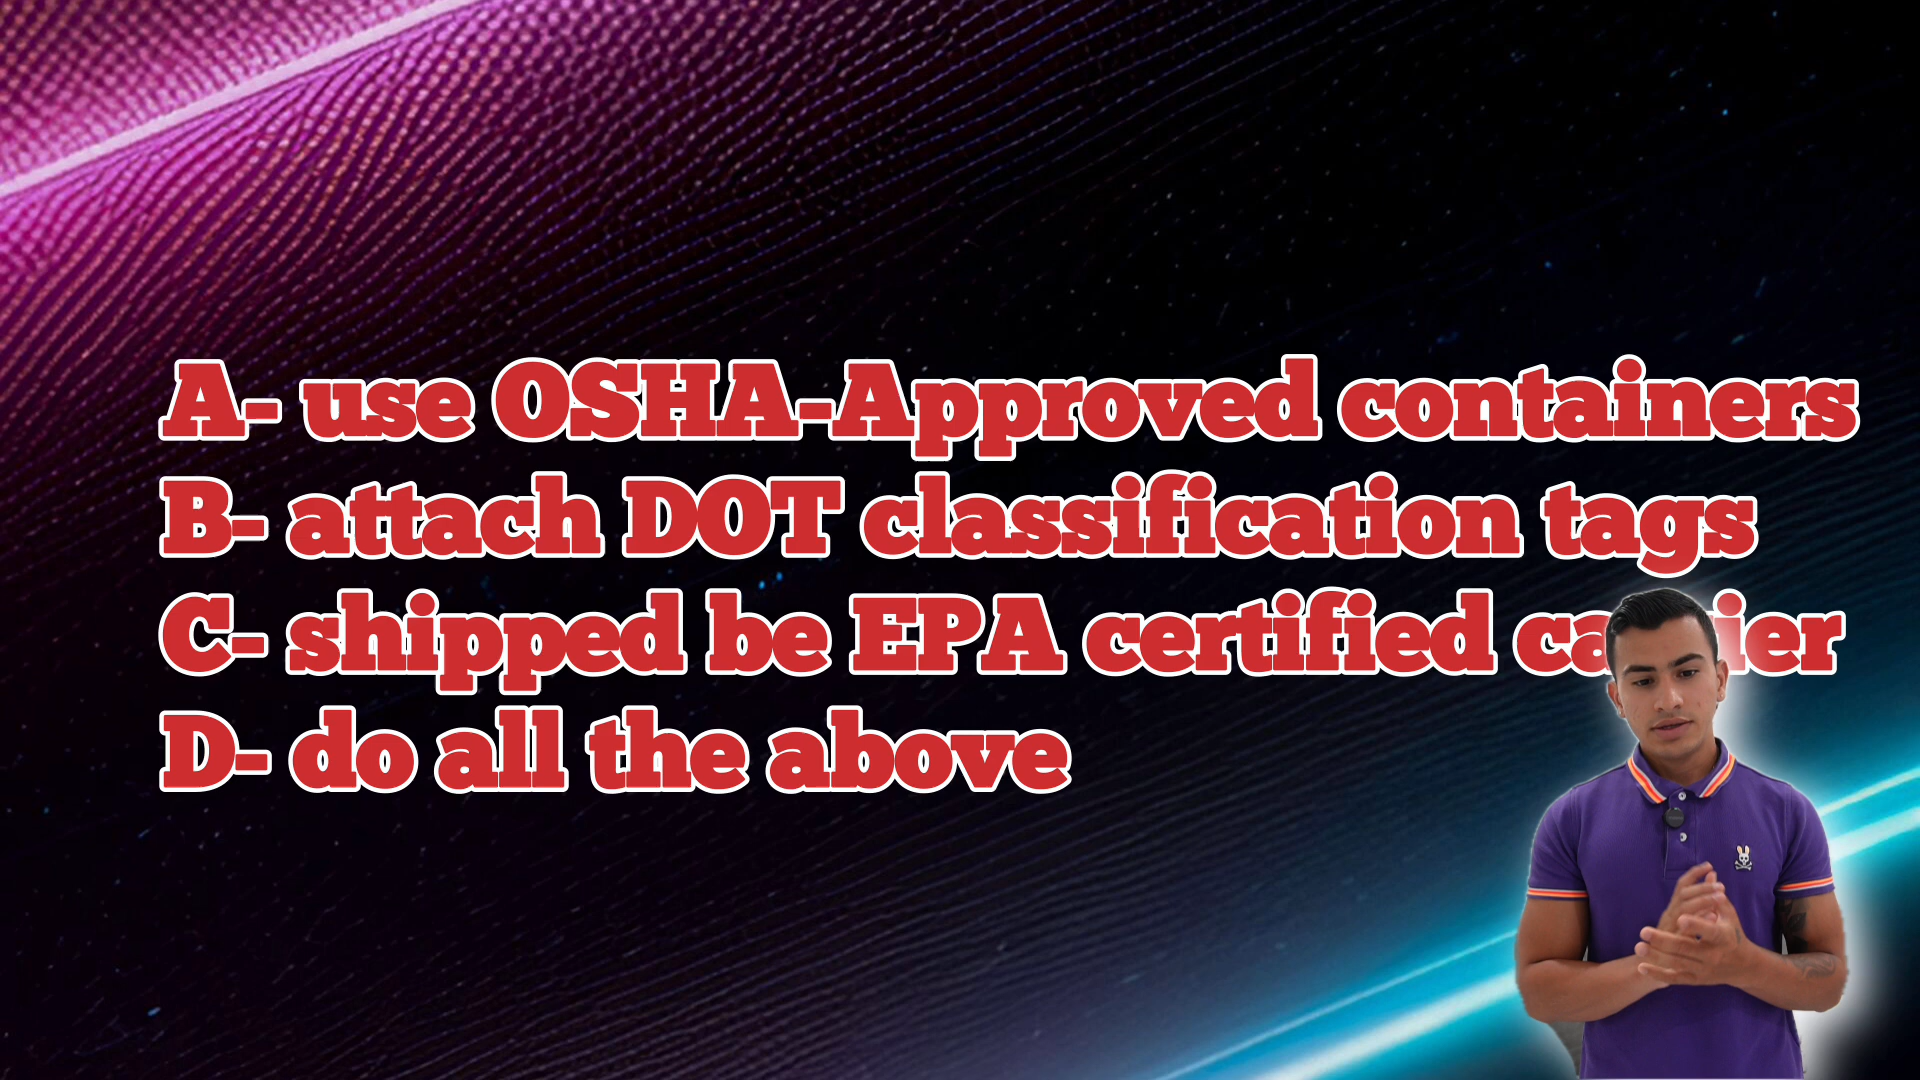 A- use OSHA-Approved containers
B- attach DOT classification tags
C- shipped be EPA certified
D- do all the above